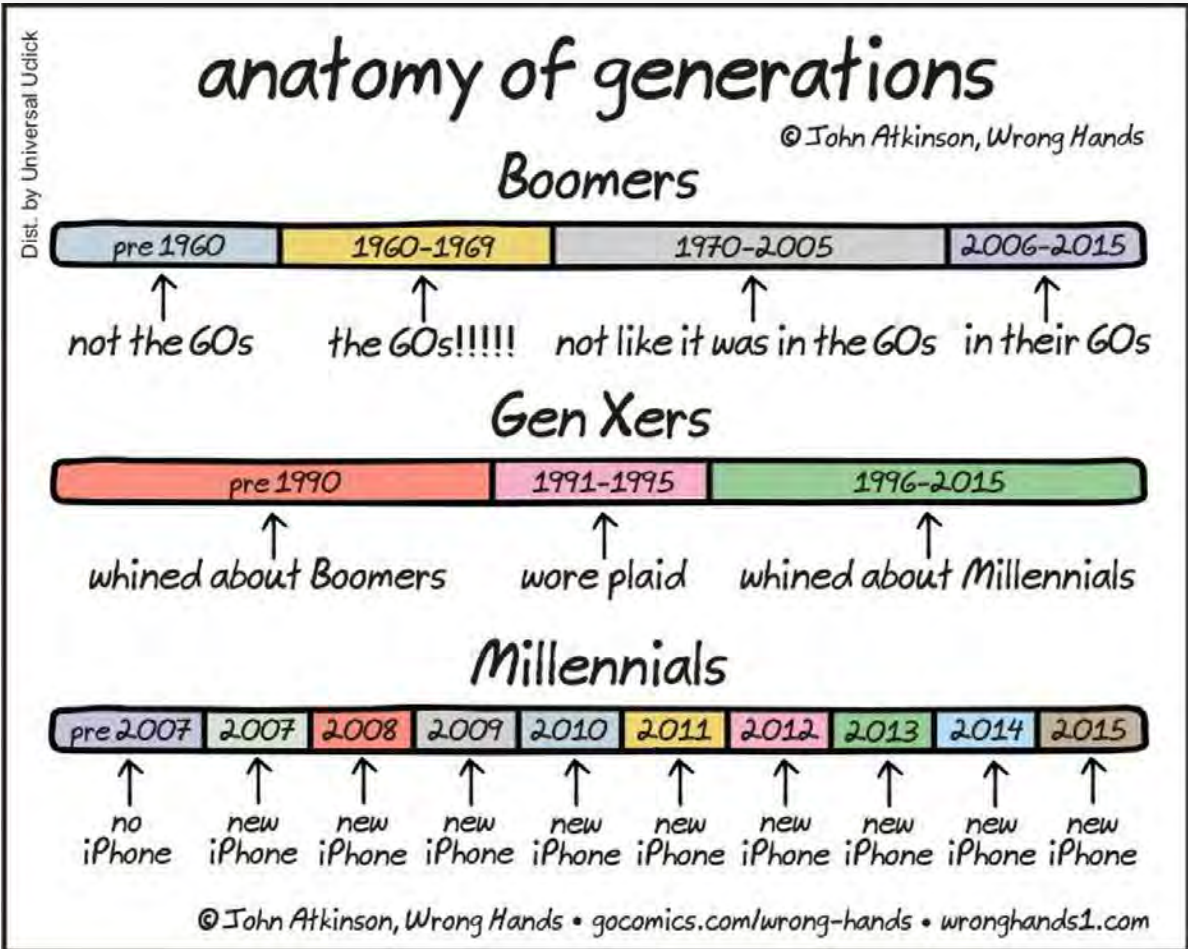 Dist. by Universal Uclick
anatomy of generations
© John Atkinson, Wrong Hands
Boomers
pre 1960 1960-1969 1970-2005 2006-2015
not the 60s the 60s!!!!! not like it was in the 60s in their 60s
Gen Xers
pre 1990 1991-1995 1996-2015
whined about Boomers wore plaid whined about Millennials
Millennials
pre 2007 2007 2008 2009 2010 2011 2012 2013 2014 2015
no new new new new new new new new new
iPhone iPhone iPhone iPhone iPhone iPhone iPhone iPhone iPhone iPhone
© John Atkinson, Wrong Hands • gocomics.com/wrong-hands • wronghands1.com